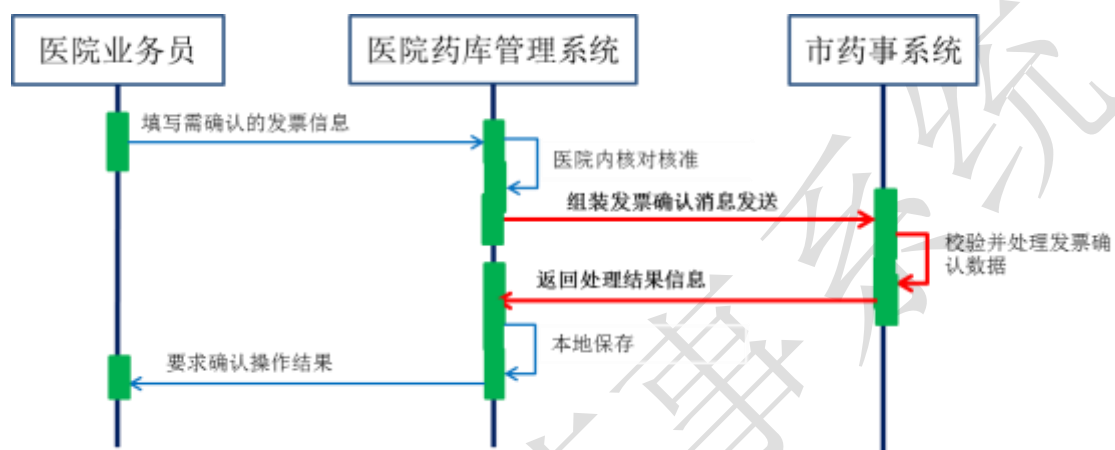 医院业务员
医院药库管理系统
市药事系统
填写需确认的发票信息
医院内核对核准
组装发票确认消息发送
校验并处理发票确
认数据
返回处理结果信息
本地保存
要求确认操作结果
事系统